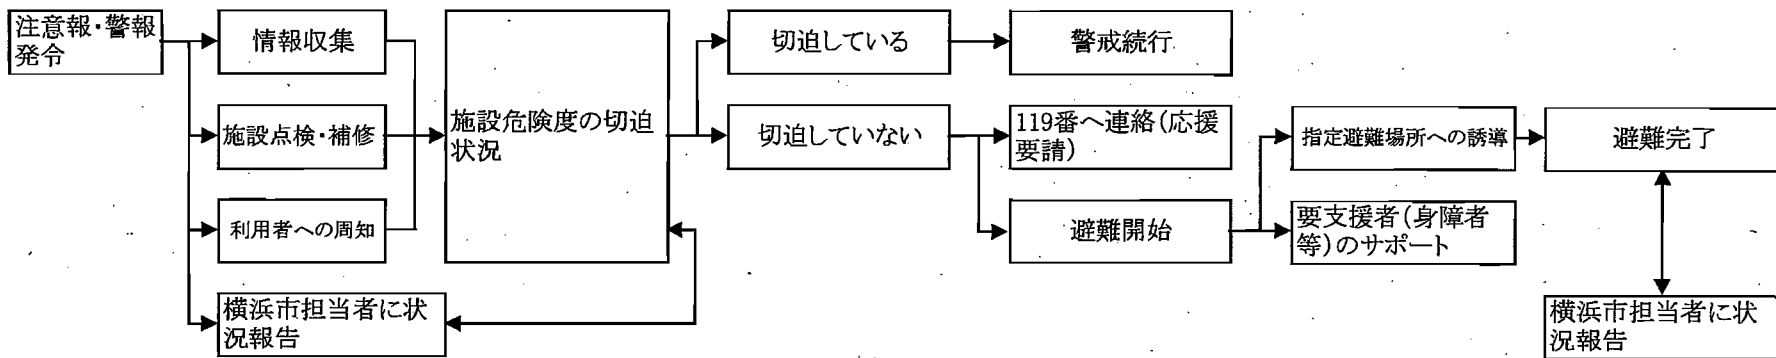 注意報・警報
発令
情報収集
施設点検・補修
利用者への周知
横浜市担当者に状
況報告
施設危険度の切迫
状況
切迫している
警戒続行
切迫していない
119番へ連絡(応援
要請)
避難開始
指定避難場所への誘導
要支援者(身障者
等)のサポート
避難完了
横浜市担当者に状
況報告